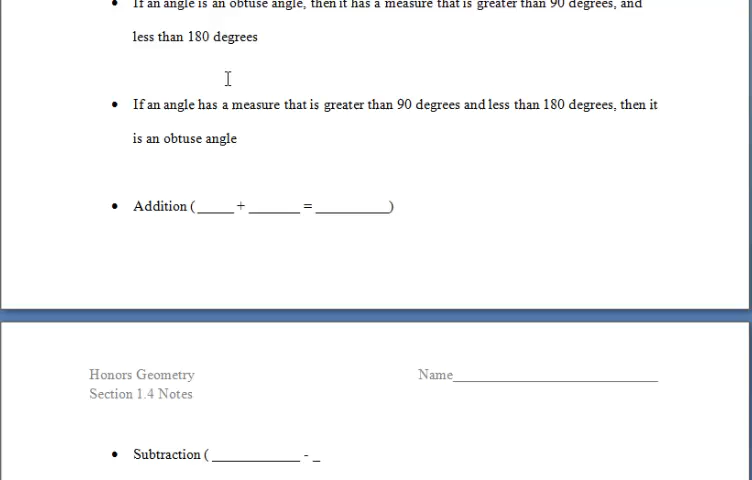 • If an angle is an obtuse angle, then it has a measure that is greater than 90 degrees, and
less than 180 degrees
• If an angle has a measure that is greater than 90 degrees and less than 180 degrees, then it
is an obtuse angle
• Addition (_____ + _______ = __________)
Honors Geometry Name____________________________
Section 1.4 Notes
• Subtraction ( ____________ - _